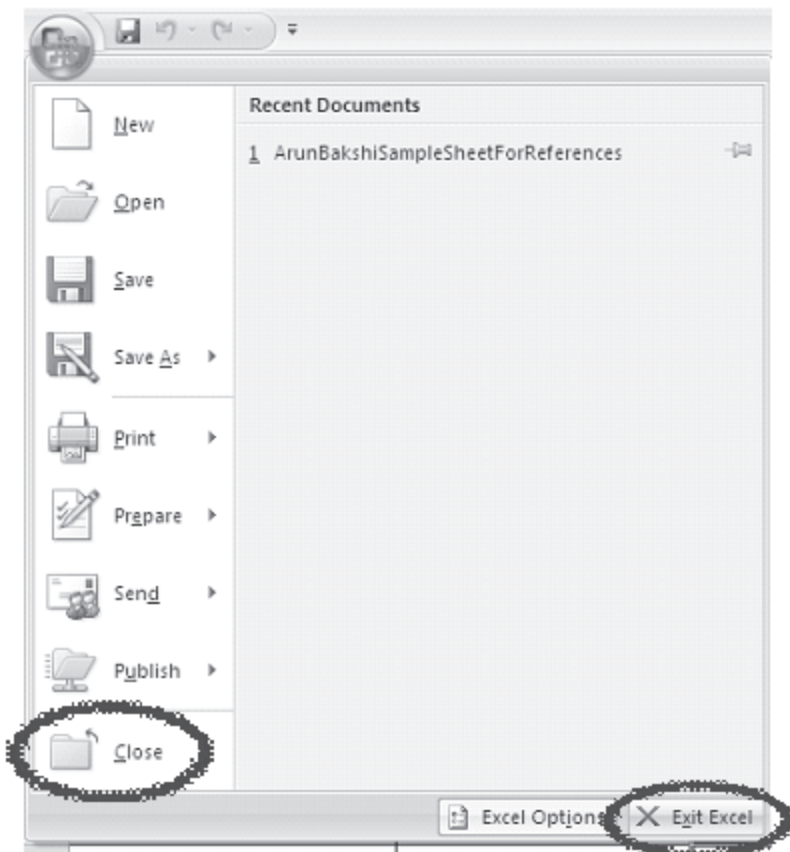 New
Open
Save
Save As
Print
Prepare
Send
Publish
Close
Recent Documents
1 ArunBakshiSampleSheetForReferences
Excel Options
Exit Excel